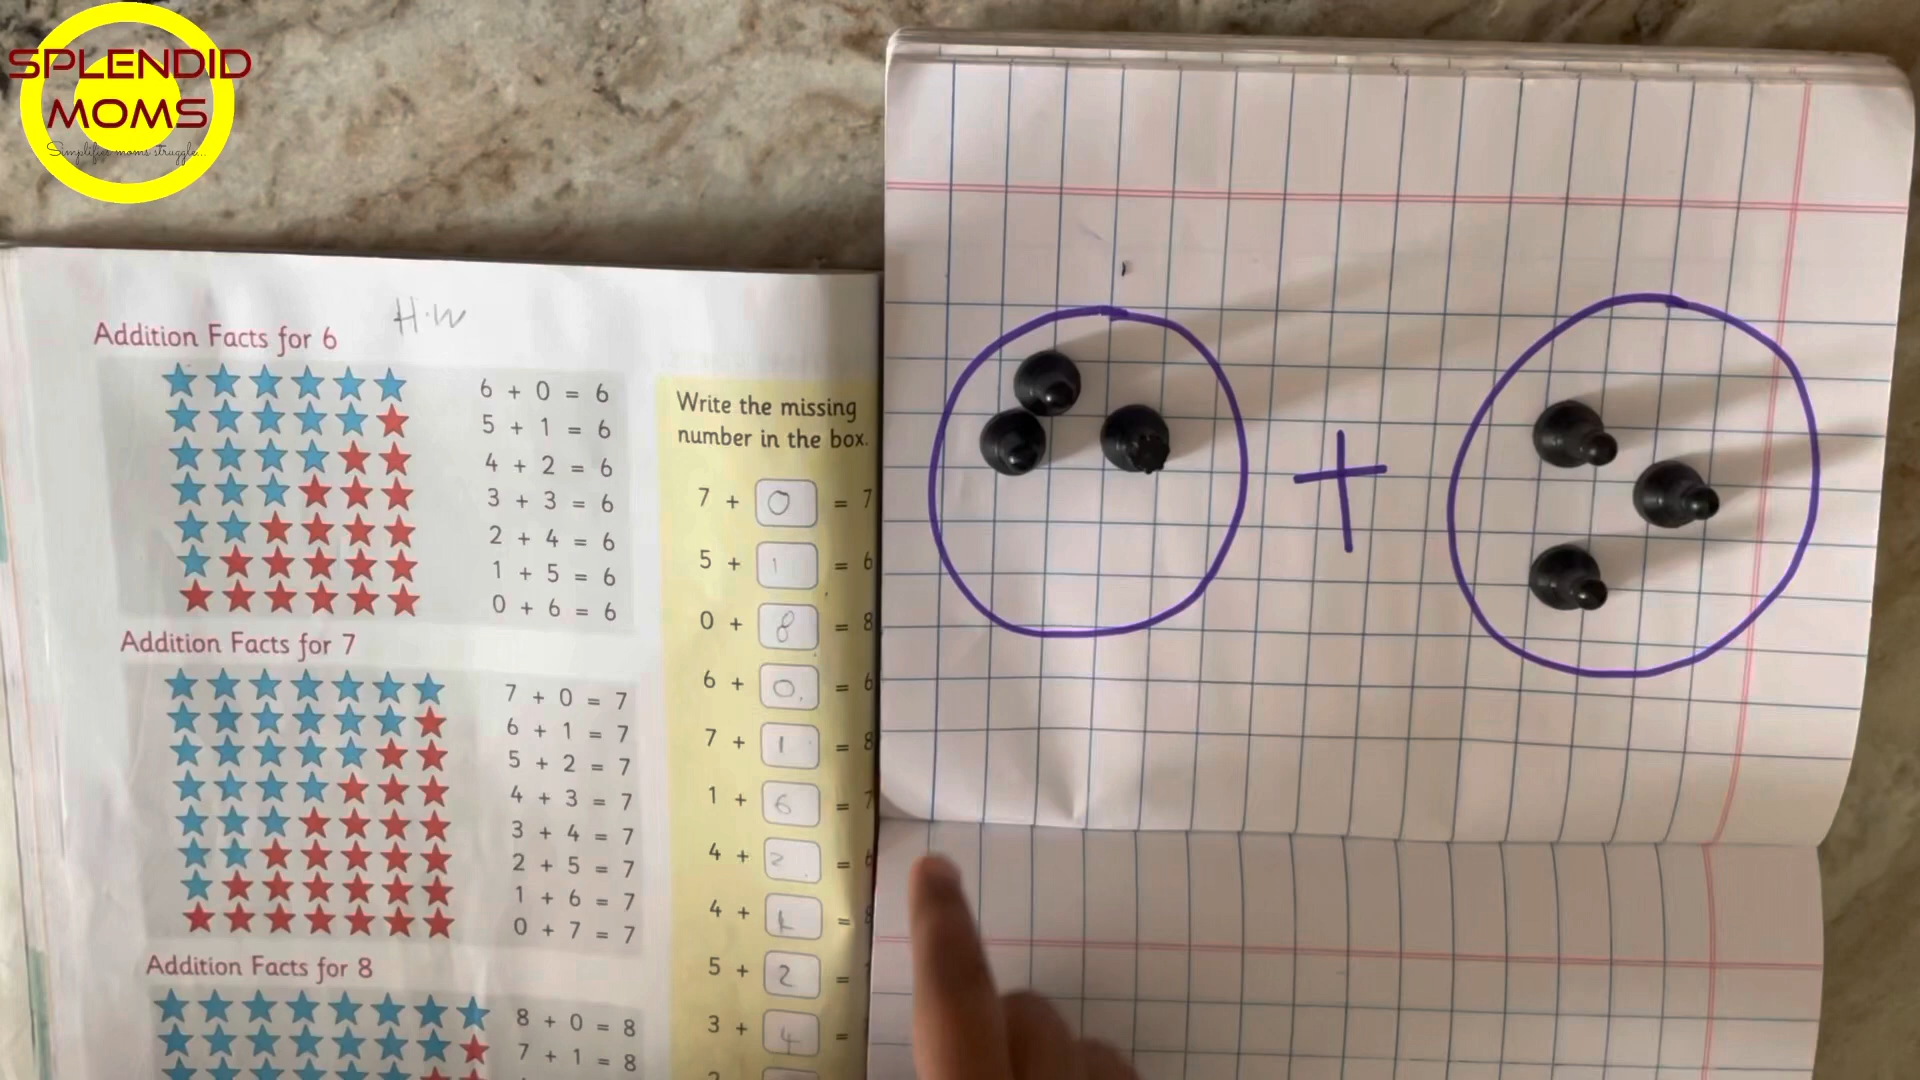 SPLENDID
MOMS
Simplifies moms struggle...
H.W
Addition Facts for 6
6 + 0 = 6
5 + 1 = 6
4 + 2 = 6
3 + 3 = 6
2 + 4 = 6
1 + 5 = 6
0 + 6 = 6
Addition Facts for 7
7 + 0 = 7
6 + 1 = 7
5 + 2 = 7
4 + 3 = 7
3 + 4 = 7
2 + 5 = 7
1 + 6 = 7
0 + 7 = 7
Addition Facts for 8
8 + 0 = 8
7 + 1 = 8
Write the missing
number in the box.
7 + 0 = 7
5 + 1 = 6
0 + 8 = 8
6 + 0 = 6
7 + 1 = 8
1 + 6 = 7
4 + 2 = 6
4 + = 8
5 + 2 =
3 + 4 =
+